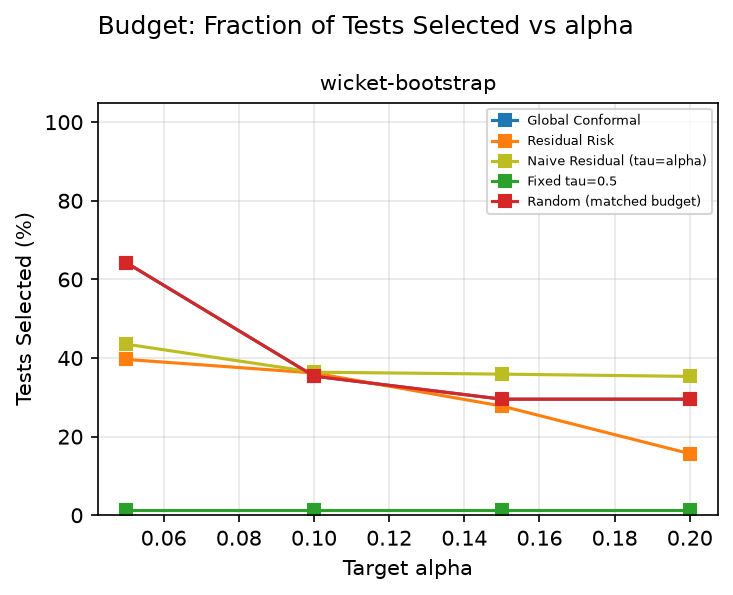 Budget: Fraction of Tests Selected vs alpha
wicket-bootstrap
Global Conformal
Residual Risk
Naive Residual (tau=alpha)
Fixed tau=0.5
Random (matched budget)
Tests Selected (%)
100
80
60
40
20
0
0.06 0.08 0.10 0.12 0.14 0.16 0.18 0.20
Target alpha